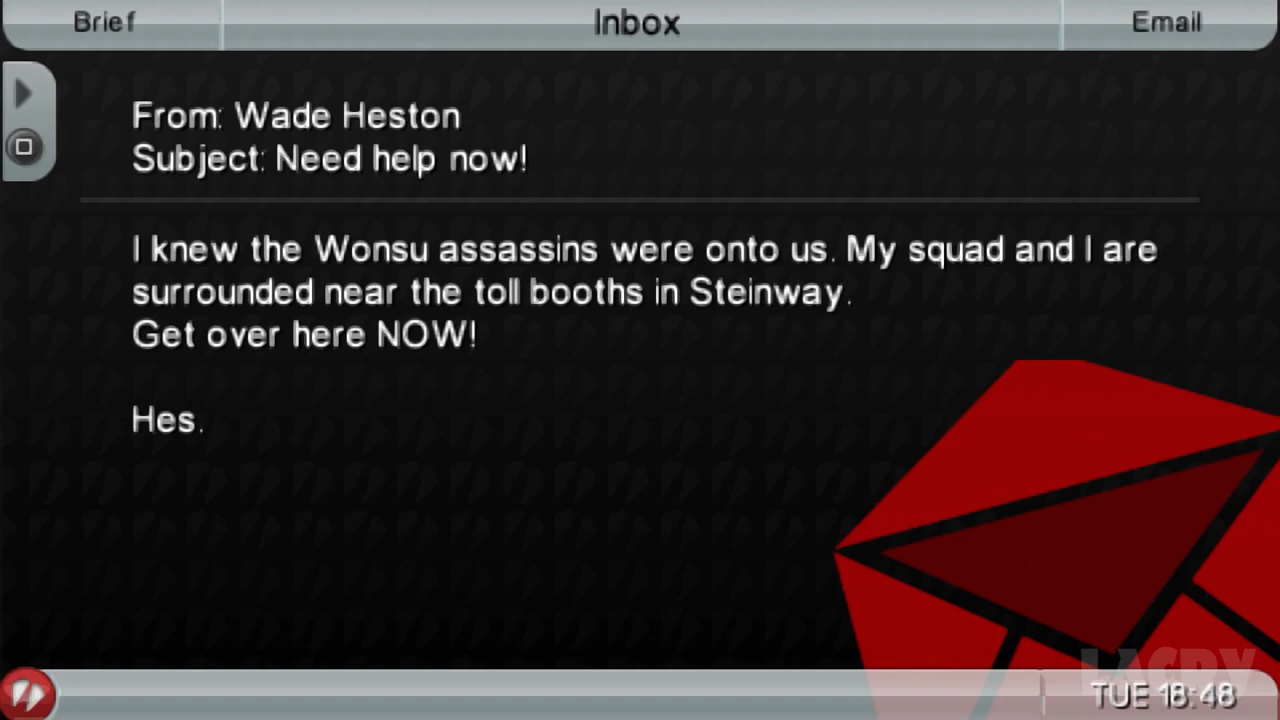 Brief
Inbox
Email
From: Wade Heston
Subject: Need help now!
I knew the Wonsu assassins were onto us. My squad and I are
surrounded near the toll booths in Steinway.
Get over here NOW!
Hes.
TUE 18:48